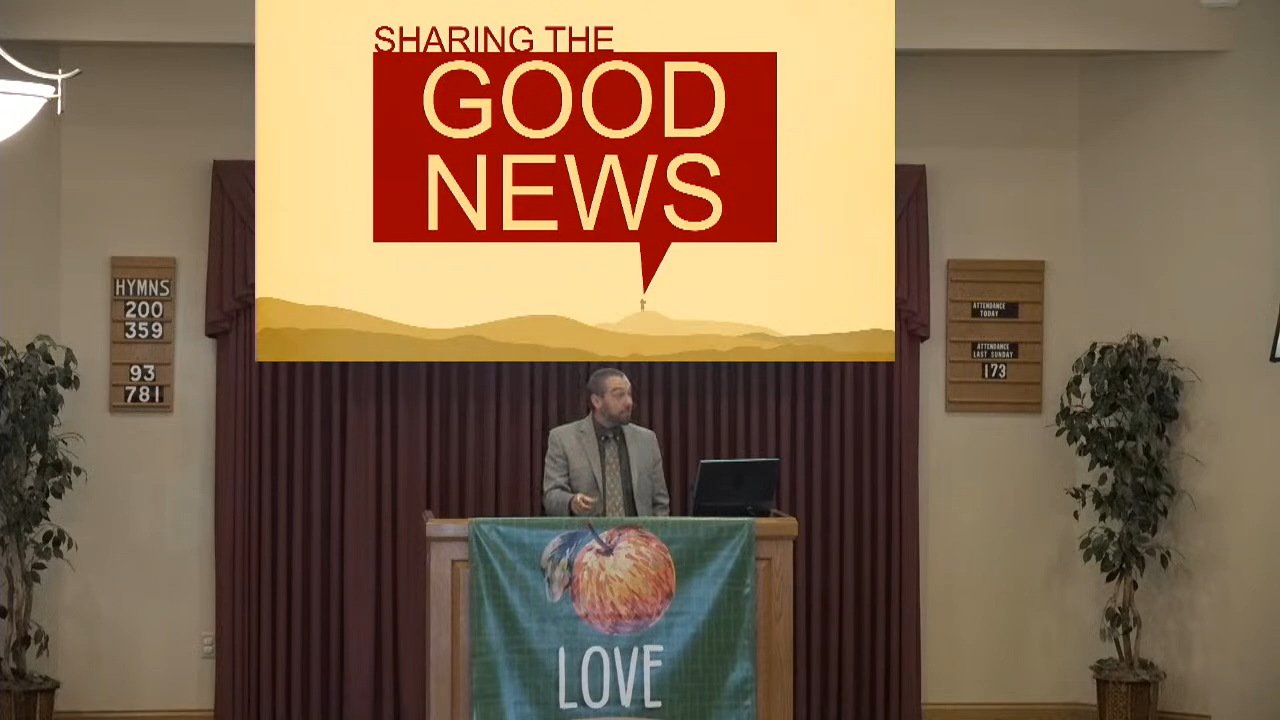 SHARING THE
GOOD
NEWS
HYMNS
200
359
93
781
ATTENDANCE
TODAY
ATTENDANCE
LAST SUNDAY
173
LOVE